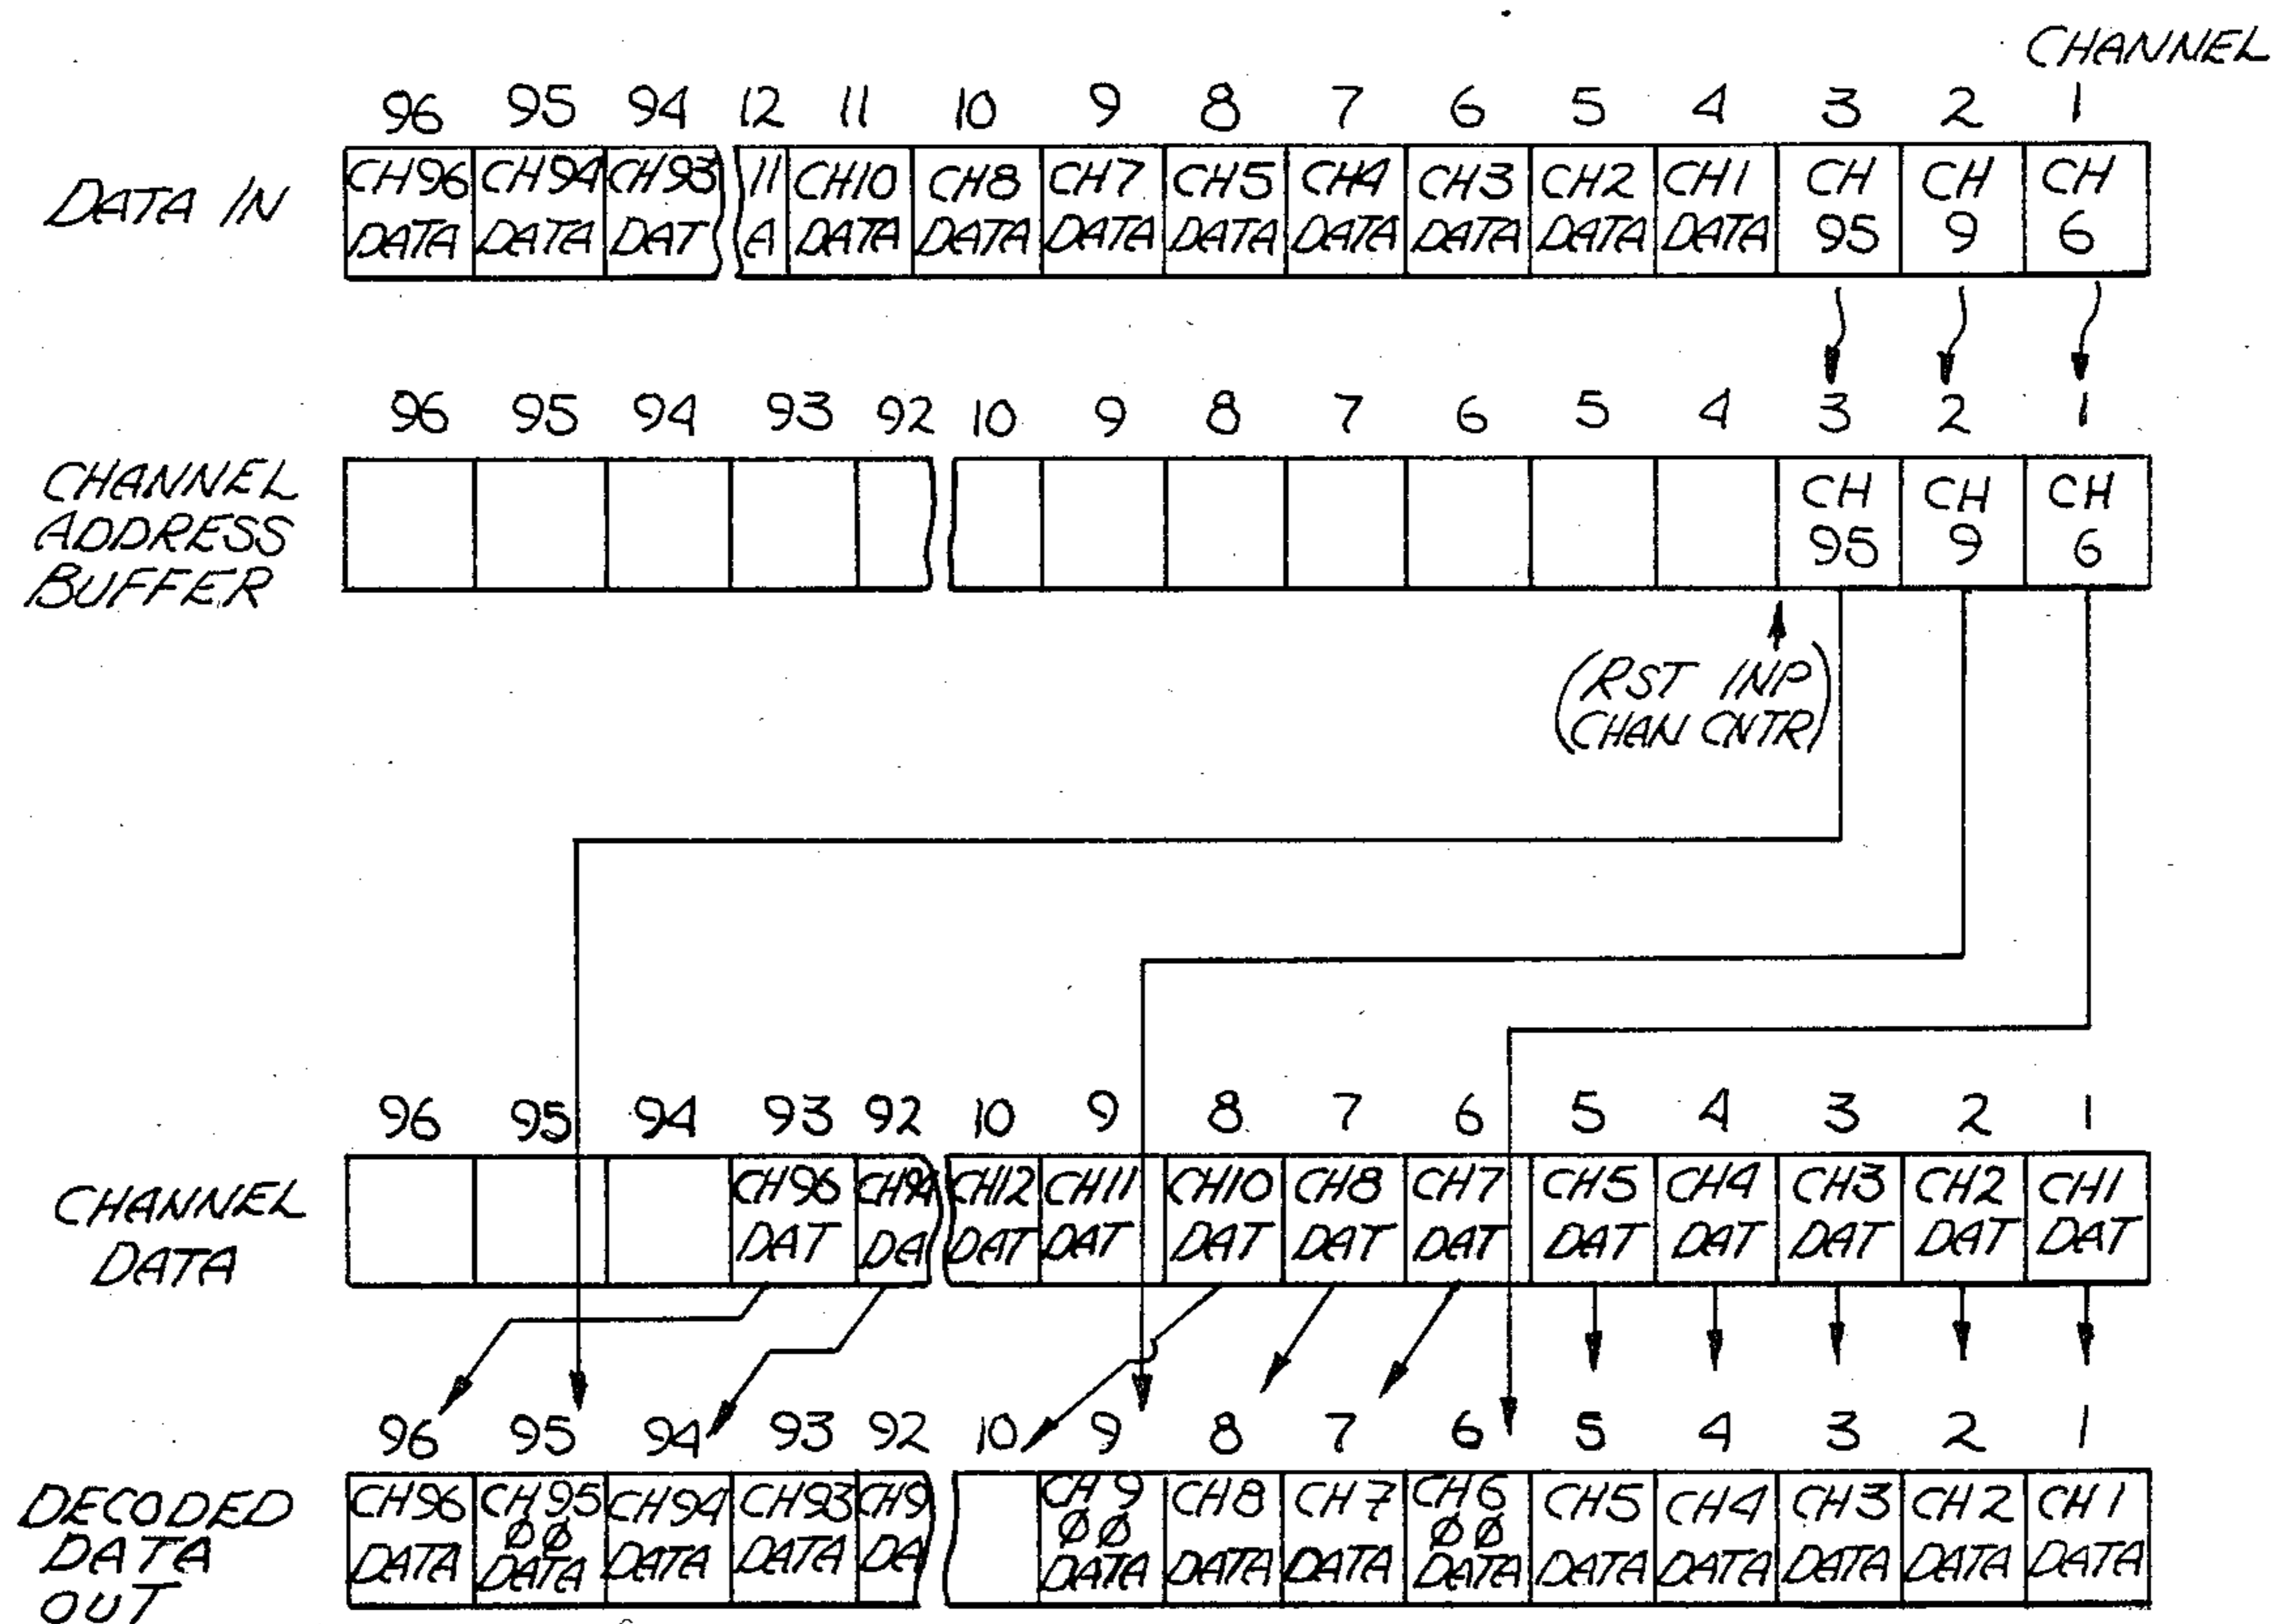 CHANNEL
96 95 94 12 11 10 9 8 7 6 5 4 3 2 1
DATA IN
CH96 CH94 CH93 11 CH10 CH8 CH7 CH5 CH4 CH3 CH2 CH1 CH CH CH
DATA DATA DAT A DATA DATA DATA DATA DATA DATA DATA DATA 95 9 6
96 95 94 93 92 10 9 8 7 6 5 4 3 2 1
CHANNEL
ADDRESS
BUFFER
CH CH CH
95 9 6
(RST INP
CHAN CNTR)
96 95 94 93 92 10 9 8 7 6 5 4 3 2 1
CHANNEL
DATA
CH96 CH94 CH12 CH11 CH10 CH8 CH7 CH5 CH4 CH3 CH2 CH1
DAT DA DAT DAT DAT DAT DAT DAT DAT DAT DAT DAT
96 95 94 93 92 10 9 8 7 6 5 4 3 2 1
DECODED
DATA
OUT
CH96 CH95 CH94 CH93 CH9 CH9 CH8 CH7 CH6 CH5 CH4 CH3 CH2 CH1
ØØ ØØ ØØ
DATA DATA DATA DATA DA DATA DATA DATA DATA DATA DATA DATA DATA DATA